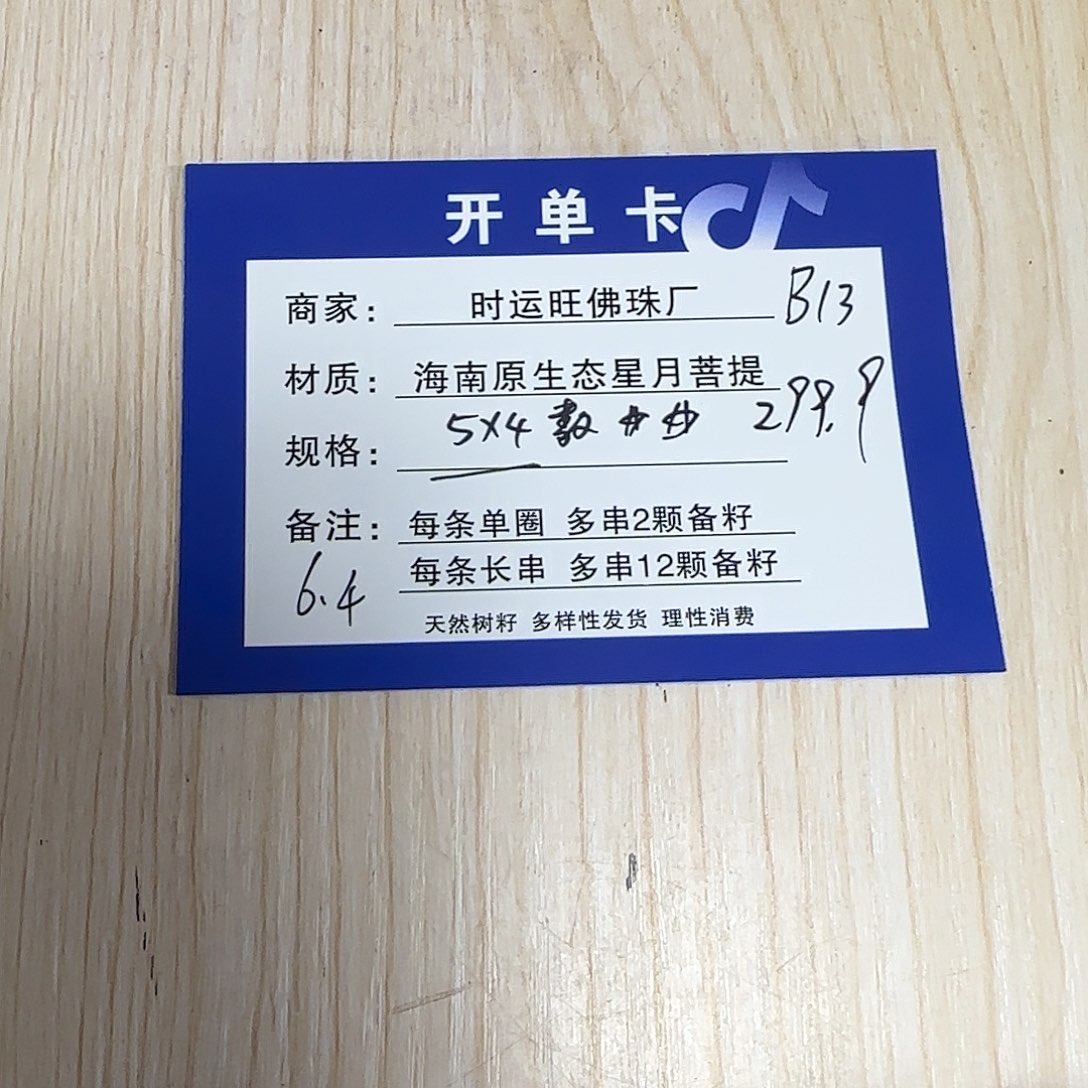 开单卡
商家: 时运旺佛珠厂 B13
材质: 海南原生态星月菩提
规格: 5X4 299.9
备注: 每条单圈 多串2颗备籽
每条长串 多串12颗备籽
6.4
天然树籽 多样性发货 理性消费